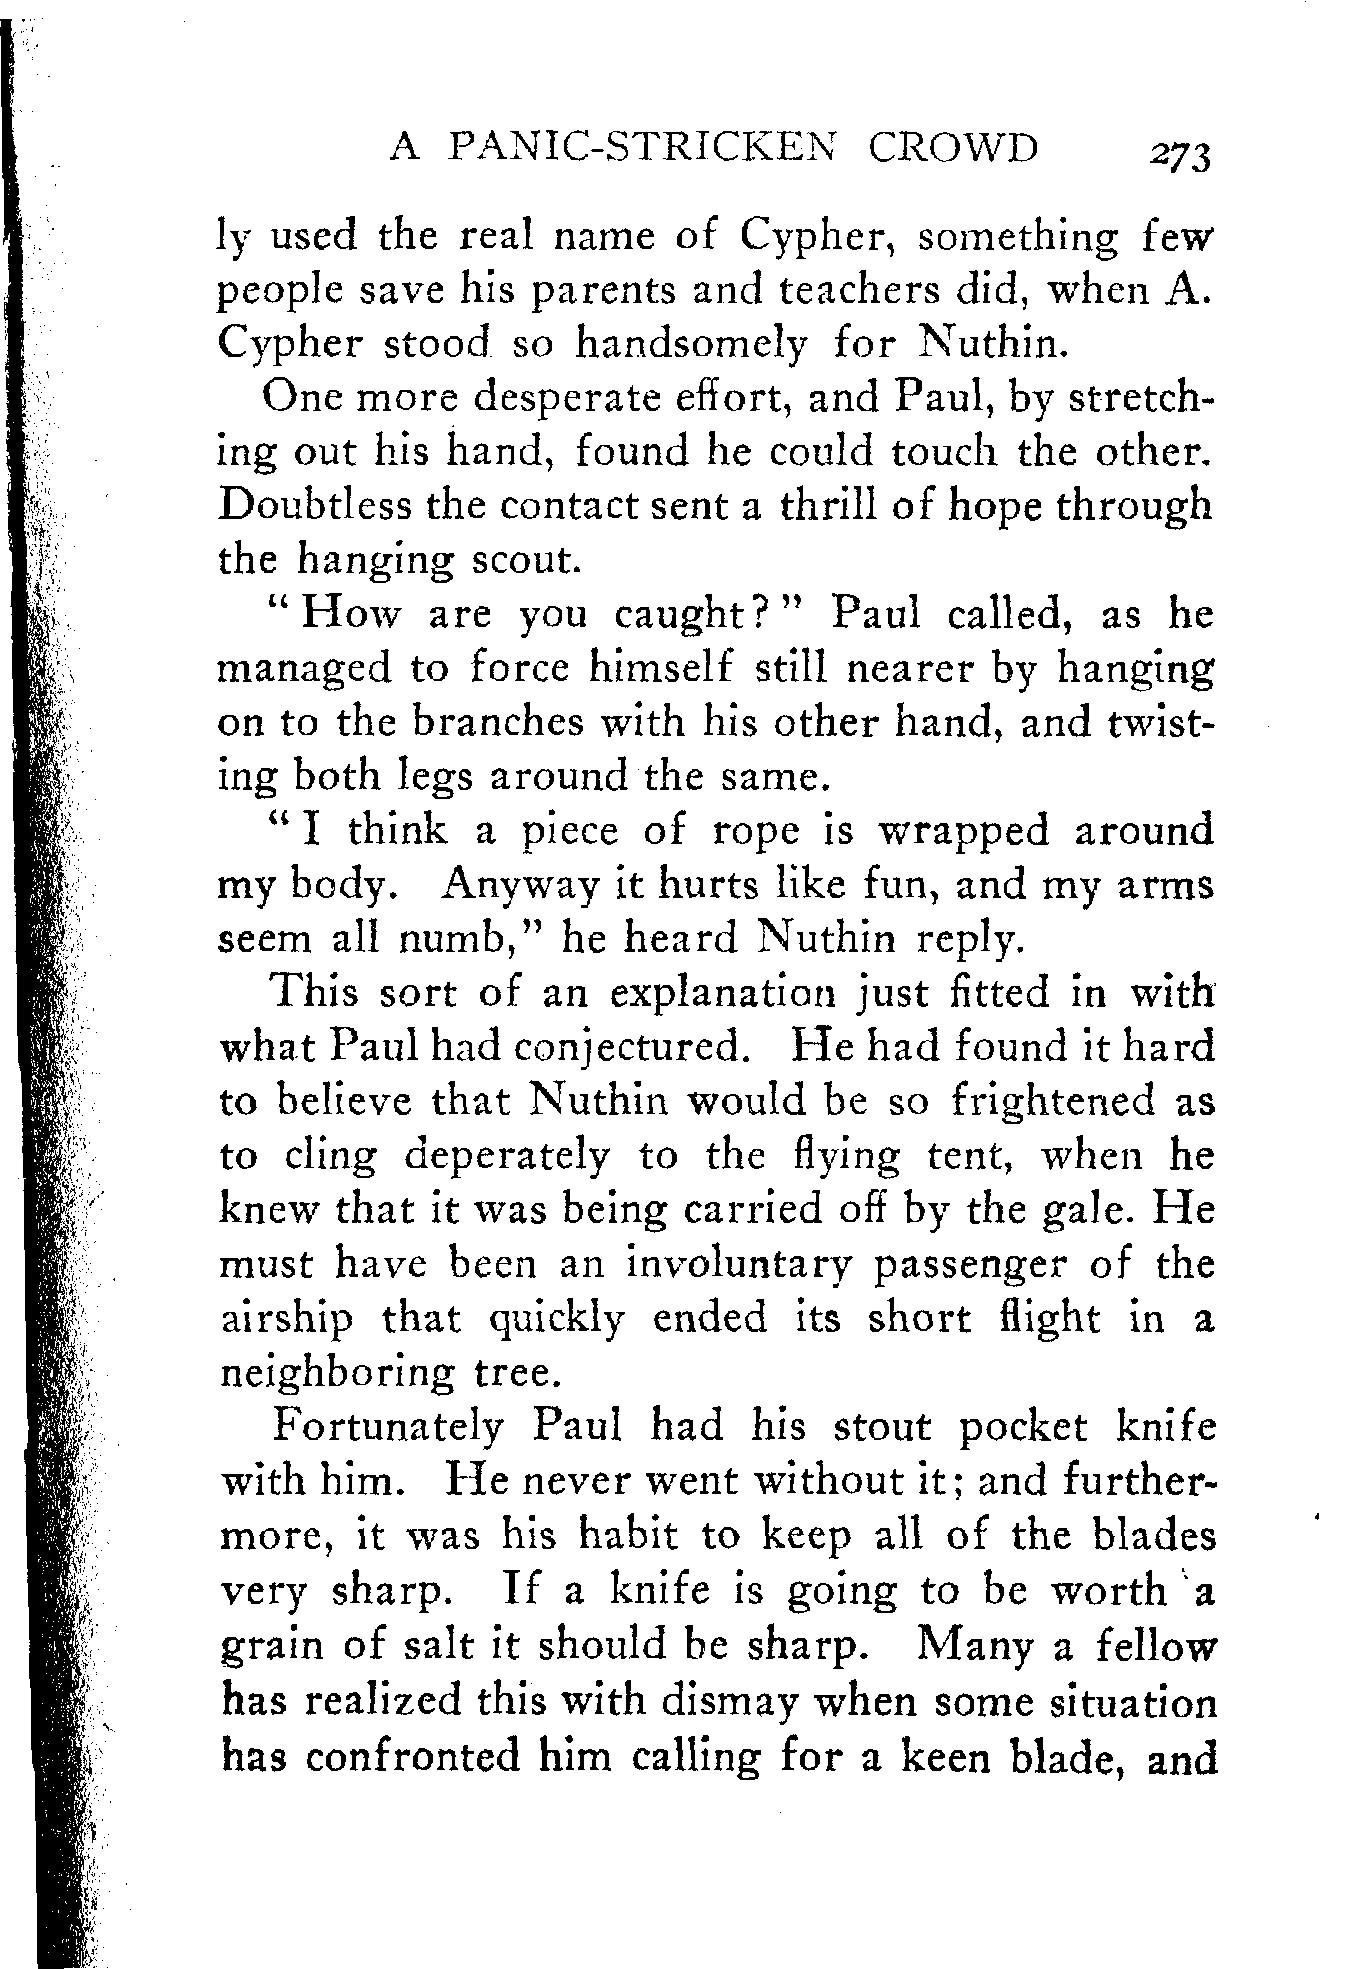 A PANIC-STRICKEN CROWD 273
ly used the real name of Cypher, something few
people save his parents and teachers did, when A.
Cypher stood so handsomely for Nuthin.
One more desperate effort, and Paul, by stretch-
ing out his hand, found he could touch the other.
Doubtless the contact sent a thrill of hope through
the hanging scout.
" How are you caught? " Paul called, as he
managed to force himself still nearer by hanging
on to the branches with his other hand, and twist-
ing both legs around the same.
" I think a piece of rope is wrapped around
my body. Anyway it hurts like fun, and my arms
seem all numb," he heard Nuthin reply.
This sort of an explanation just fitted in with
what Paul had conjectured. He had found it hard
to believe that Nuthin would be so frightened as
to cling deperately to the flying tent, when he
knew that it was being carried off by the gale. He
must have been an involuntary passenger of the
airship that quickly ended its short flight in a
neighboring tree.
Fortunately Paul had his stout pocket knife
with him. He never went without it; and further-
more, it was his habit to keep all of the blades
very sharp. If a knife is going to be worth a
grain of salt it should be sharp. Many a fellow
has realized this with dismay when some situation
has confronted him calling for a keen blade, and